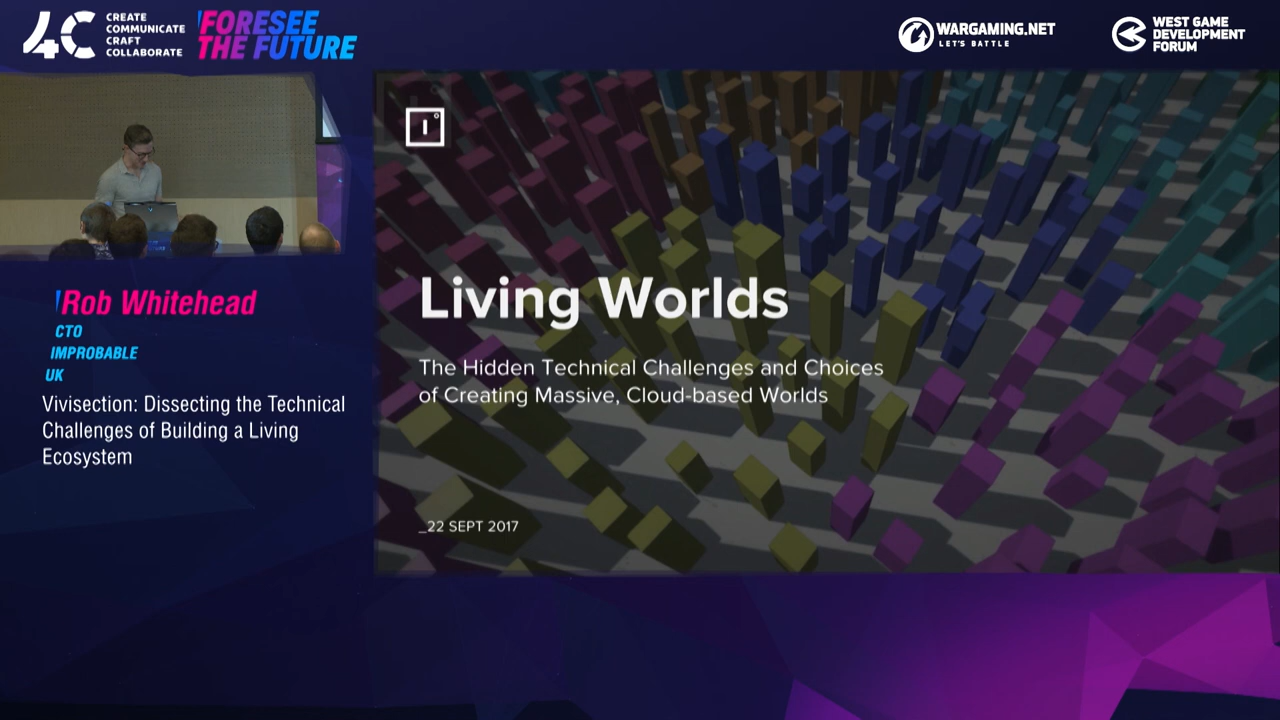 4C
CREATE
COMMUNICATE
CRAFT
COLLABORATE
FORESEE
THE FUTURE
WARGAMING.NET
LET'S BATTLE
WEST GAME
DEVELOPMENT
FORUM
Rob Whitehead
CTO
IMPROBABLE
UK
Vivisection: Dissecting the Technical
Challenges of Building a Living
Ecosystem
Living Worlds
The Hidden Technical Challenges and Choices
of Creating Massive, Cloud-based Worlds
_22 SEPT 2017